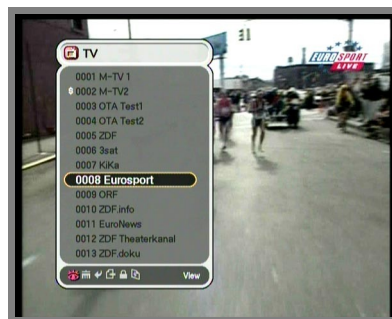 TV
EUROSPORT
LIVE
0001 M-TV 1
$ 0002 M-TV2
0003 OTA Test1
0004 OTA Test2
0005 ZDF
0006 3sat
0007 KiKa
0008 Eurosport
0009 ORF
0010 ZDF.info
0011 EuroNews
0012 ZDF Theaterkanal
0013 ZDF.doku
View